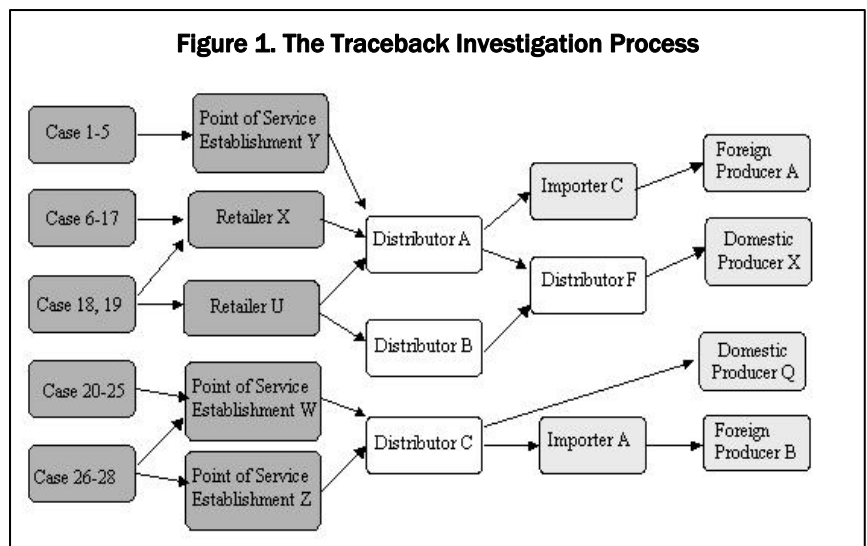 Figure 1. The Traceback Investigation Process
Case 1-5
Point of Service
Establishment Y
Case 6-17
Retailer X
Case 18, 19
Retailer U
Case 20-25
Point of Service
Establishment W
Case 26-28
Point of Service
Establishment Z
Distributor A
Distributor B
Distributor C
Importer C
Distributor F
Importer A
Foreign
Producer A
Domestic
Producer X
Domestic
Producer Q
Foreign
Producer B